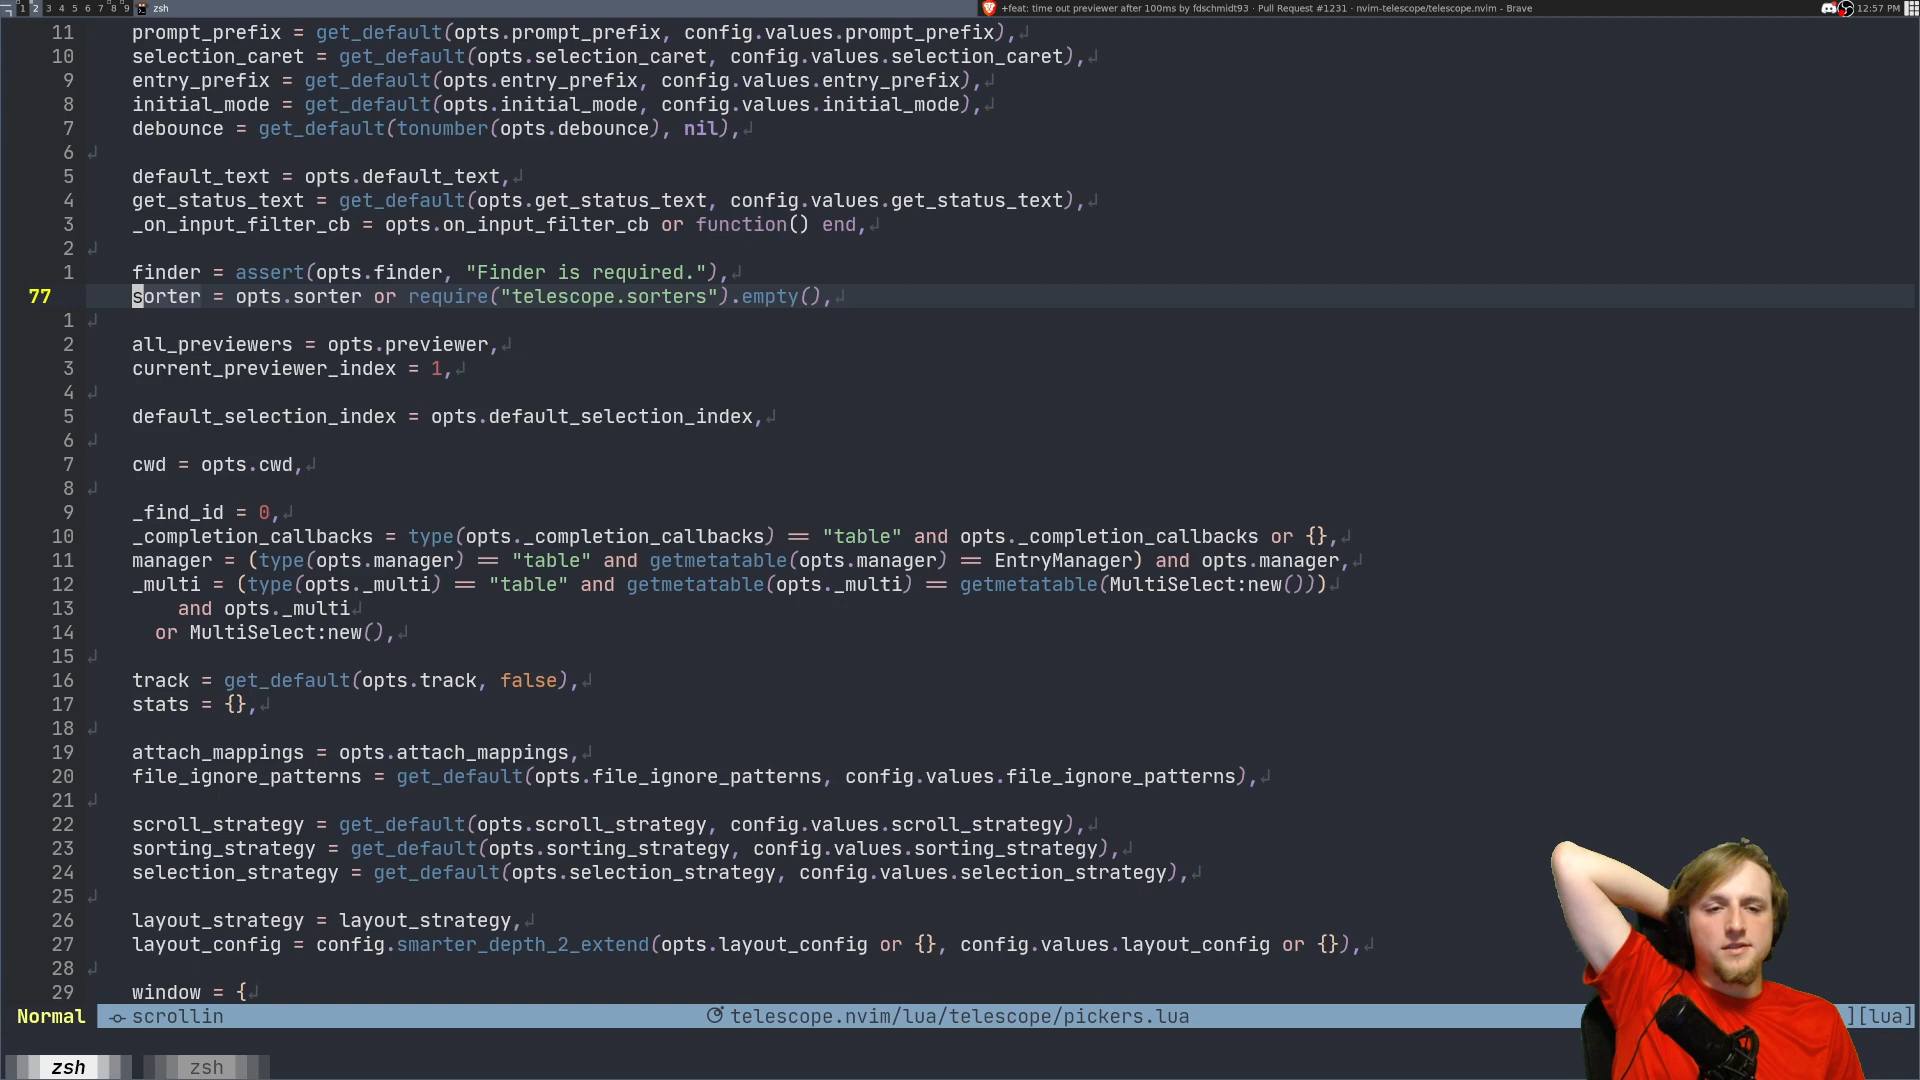 1 2 3 4 5 6 7 8 9 zsh +feat: time out previewer after 100ms by fdschmidt93 · Pull Request #1231 · nvim-telescope/telescope.nvim - Brave 12:57 PM
11 prompt_prefix = get_default(opts.prompt_prefix, config.values.prompt_prefix),↲
10 selection_caret = get_default(opts.selection_caret, config.values.selection_caret),↲
9 entry_prefix = get_default(opts.entry_prefix, config.values.entry_prefix),↲
8 initial_mode = get_default(opts.initial_mode, config.values.initial_mode),↲
7 debounce = get_default(tonumber(opts.debounce), nil),↲
6 ↲
5 default_text = opts.default_text,↲
4 get_status_text = get_default(opts.get_status_text, config.values.get_status_text),↲
3 _on_input_filter_cb = opts.on_input_filter_cb or function() end,↲
2 ↲
1 finder = assert(opts.finder, "Finder is required."),↲
77 sorter = opts.sorter or require("telescope.sorters").empty(),↲
1 ↲
2 all_previewers = opts.previewer,↲
3 current_previewer_index = 1,↲
4 ↲
5 default_selection_index = opts.default_selection_index,↲
6 ↲
7 cwd = opts.cwd,↲
8 ↲
9 _find_id = 0,↲
10 _completion_callbacks = type(opts._completion_callbacks) == "table" and opts._completion_callbacks or {},↲
11 manager = (type(opts.manager) == "table" and getmetatable(opts.manager) == EntryManager) and opts.manager,↲
12 _multi = (type(opts._multi) == "table" and getmetatable(opts._multi) == getmetatable(MultiSelect:new()))↲
13 and opts._multi↲
14 or MultiSelect:new(),↲
15 ↲
16 track = get_default(opts.track, false),↲
17 stats = {},↲
18 ↲
19 attach_mappings = opts.attach_mappings,↲
20 file_ignore_patterns = get_default(opts.file_ignore_patterns, config.values.file_ignore_patterns),↲
21 ↲
22 scroll_strategy = get_default(opts.scroll_strategy, config.values.scroll_strategy),↲
23 sorting_strategy = get_default(opts.sorting_strategy, config.values.sorting_strategy),↲
24 selection_strategy = get_default(opts.selection_strategy, config.values.selection_strategy),↲
25 ↲
26 layout_strategy = layout_strategy,↲
27 layout_config = config.smarter_depth_2_extend(opts.layout_config or {}, config.values.layout_config or {}),↲
28 ↲
29 window = {↲
Normal scrollin telescope.nvim/lua/telescope/pickers.lua ][lua]
zsh zsh